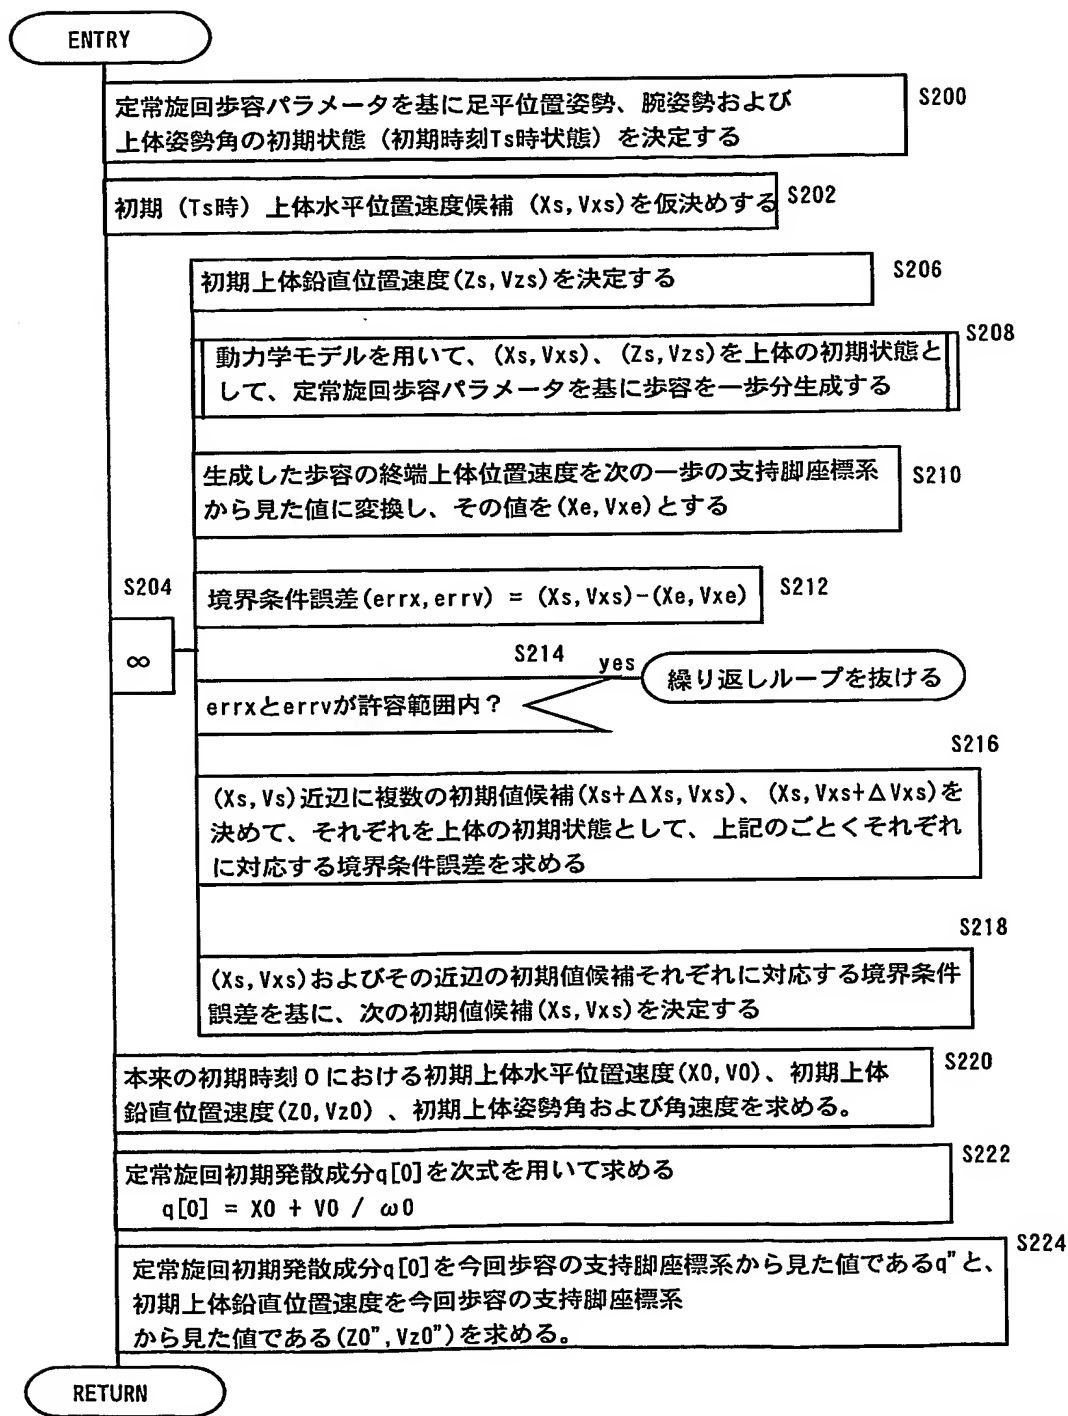 ENTRY
S200
定常旋回歩容パラメータを基に足平位置姿勢、腕姿勢および
上体姿勢角の初期状態（初期時刻Ts時状態）を決定する
S202
初期（Ts時）上体水平位置速度候補（Xs,Vxs)を仮決めする
S206
初期上体鉛直位置速度(Zs,Vzs)を決定する
S208
動力学モデルを用いて、(Xs,Vxs)、(Zs,Vzs)を上体の初期状態と
して、定常旋回歩容パラメータを基に歩容を一歩分生成する
生成した歩容の終端上体位置速度を次の一歩の支持脚座標系
S210
から見た値に変換し、その値を(Xe,Vxe)とする
S204
境界条件誤差(errx,errv) = (Xs,Vxs)-(Xe,Vxe)
S212
∞
S214
yes
繰り返しループを抜ける
errxとerrvが許容範囲内？
S216
(Xs,Vs)近辺に複数の初期値候補(Xs+ΔXs,Vxs)、(Xs,Vxs+ΔVxs)を
決めて、それぞれを上体の初期状態として、上記のごとくそれぞれ
に対応する境界条件誤差を求める
S218
(Xs,Vxs)およびその近辺の初期値候補それぞれに対応する境界条件
誤差を基に、次の初期値候補(Xs,Vxs)を決定する
S220
本来の初期時刻０における初期上体水平位置速度(X0,V0)、初期上体
鉛直位置速度(Z0,Vz0)、初期上体姿勢角および角速度を求める。
S222
定常旋回初期発散成分q[0]を次式を用いて求める
q[0] = X0 + V0 / ω0
S224
定常旋回初期発散成分q[0]を今回歩容の支持脚座標系から見た値であるq"と、
初期上体鉛直位置速度を今回歩容の支持脚座標系
から見た値である(Z0",Vz0")を求める。
RETURN